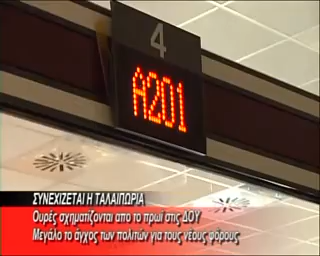 4
A201
ΣΥΝΕΧΙΖΕΤΑΙ Η ΤΑΛΑΙΠΩΡΙΑ
Ουρές σχηματίζονται απο το πρωί στις ΔΟΥ
Μεγάλο το άγχος των πολιτών για τους νέους φόρους